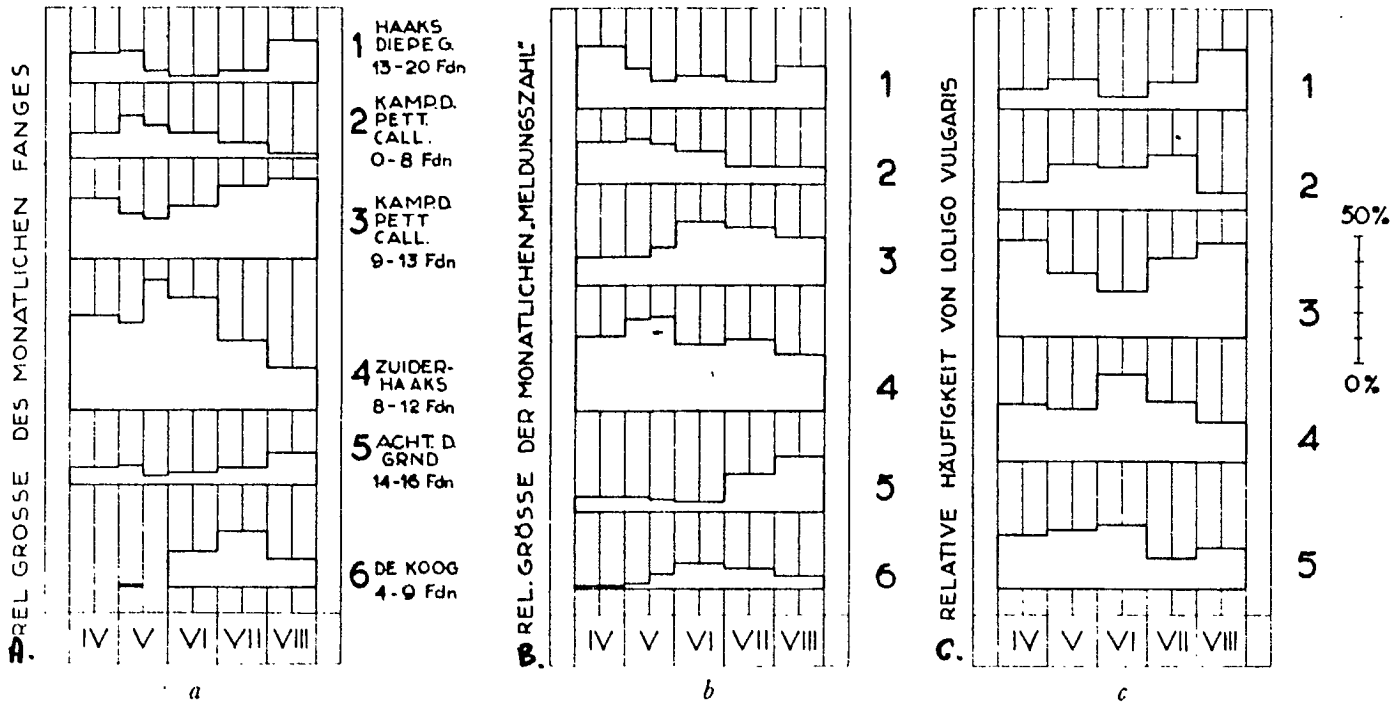 REL GROSSE DES MONATLICHEN FANGES
1 HAAKS
DIEPE G.
13-20 Fdn
2 KAMP. D.
PETT.
CALL.
0-8 Fdn
3 KAMP.D.
PETT
CALL.
9-13 Fdn
4 ZUIDER-
HAAKS
8-12 Fdn
5 ACHT. D.
GRND
14-16 Fdn
6 DE KOOG
4-9 Fdn
IV V VI VII VIII
A.
a
REL. GRÖSSE DER MONATLICHEN „MELDUNGSZAHL"
1
2
3
4
5
6
IV V VI VII VIII
B.
b
RELATIVE HÄUFIGKEIT VON LOLIGO VULGARIS
1
2
3
4
5
IV V VI VII VIII
C.
c
50%
0%